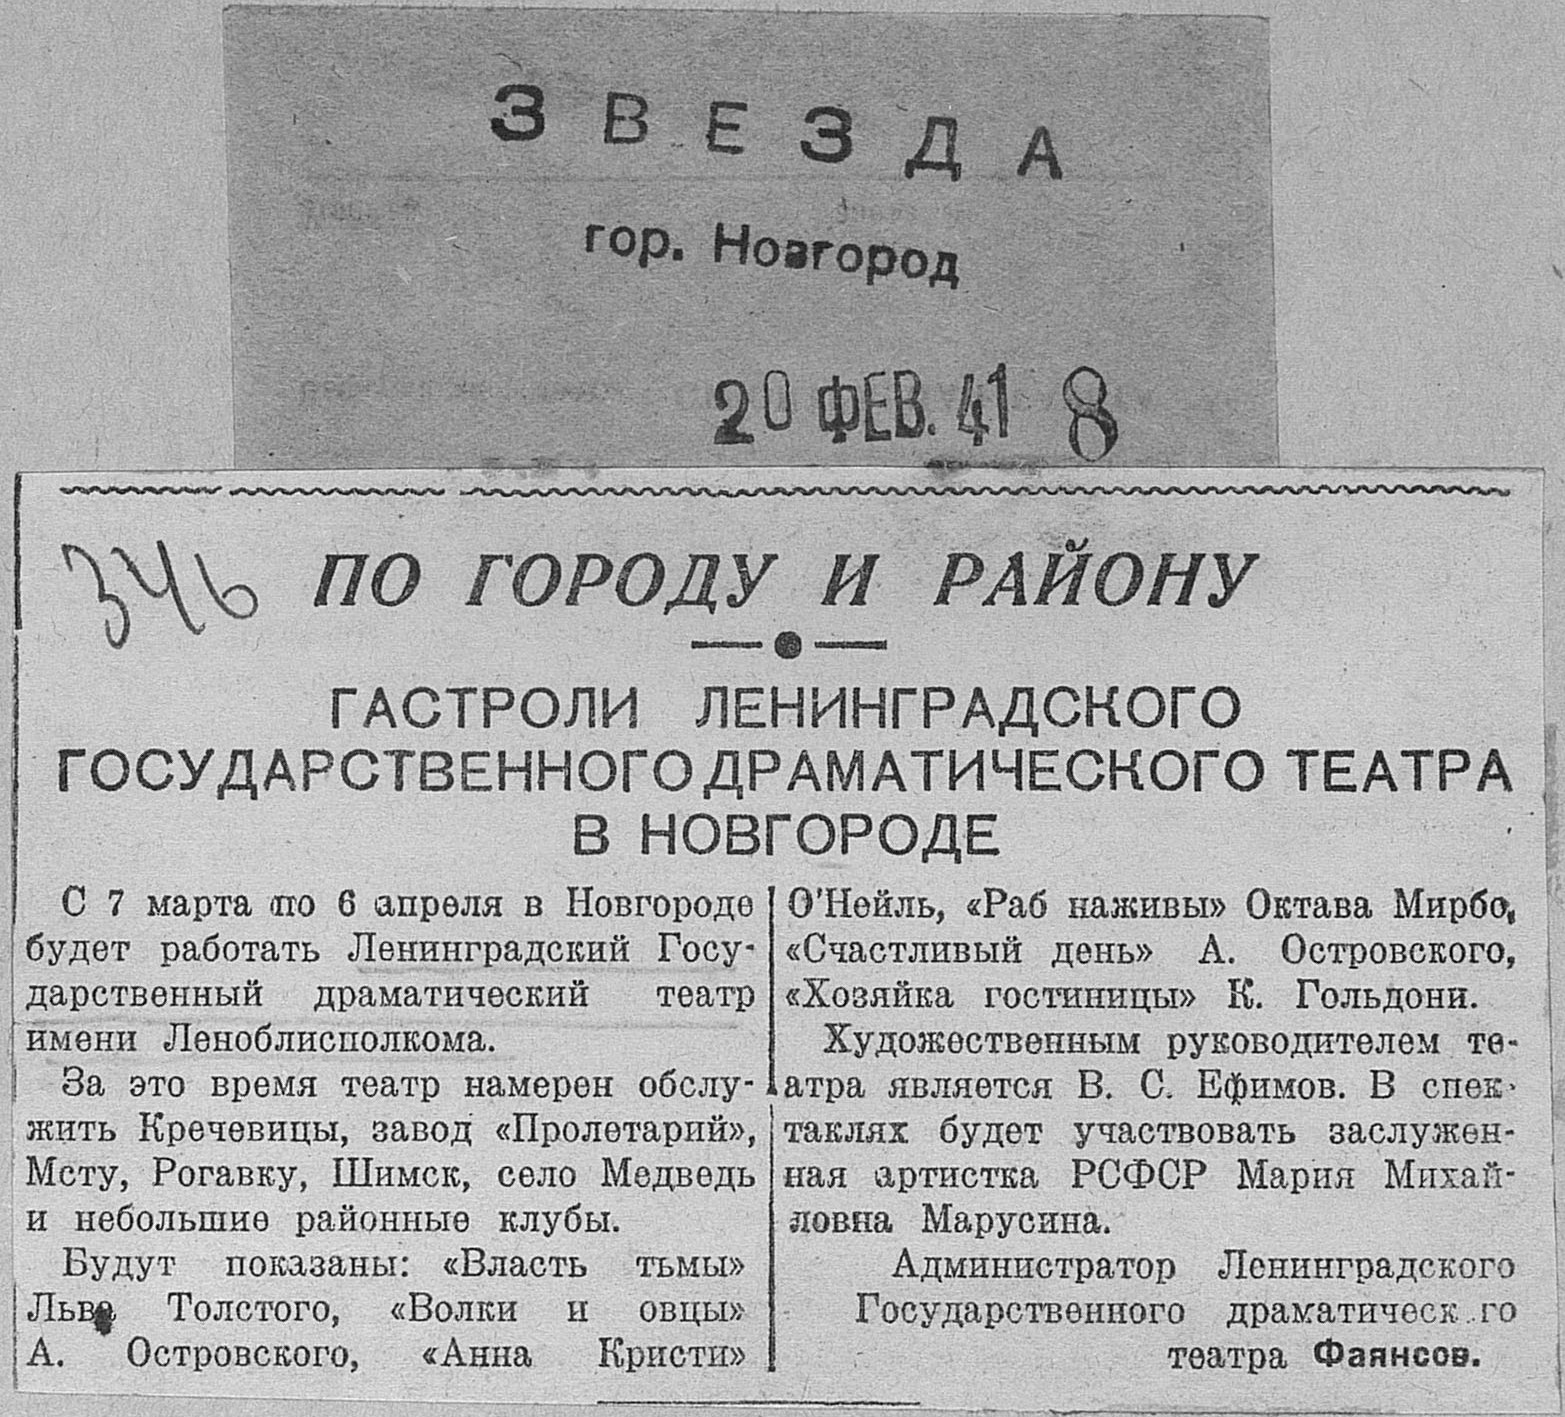 ЗВЕЗДА
гор. Новгород
20 ФЕВ. 41 8
346
ПО ГОРОДУ И РАЙОНУ
ГАСТРОЛИ ЛЕНИНГРАДСКОГО
ГОСУДАРСТВЕННОГО ДРАМАТИЧЕСКОГО ТЕАТРА
В НОВГОРОДЕ
С 7 марта по 6 апреля в Новгороде
будет работать Ленинградский Госу-
дарственный драматический театр
имени Леноблисполкома.
За это время театр намерен обслу-
жить Кречевицы, завод «Пролетарий»,
Мсту, Рогавку, Шимск, село Медведь
и небольшие районные клубы.
Будут показаны: «Власть тьмы»
Льва Толстого, «Волки и овцы»
А. Островского, «Анна Кристи»
О'Нейль, «Раб наживы» Октава Мирбо,
«Счастливый день» А. Островского,
«Хозяйка гостиницы» К. Гольдони.
Художественным руководителем те-
атра является В. С. Ефимов. В спек-
таклях будет участвовать заслужен-
ная артистка РСФСР Мария Михай-
ловна Марусина.
Администратор Ленинградского
Государственного драматического
театра Фаянсов.